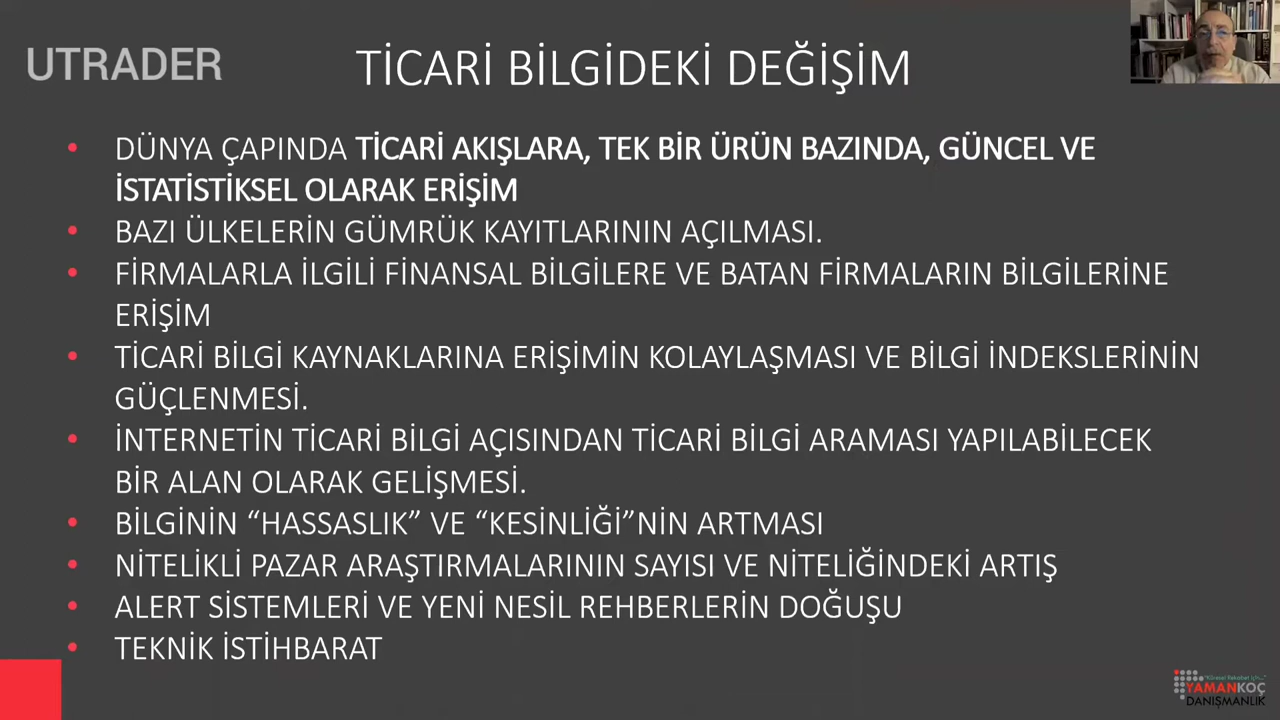 UTRADER
TİCARİ BİLGİDEKİ DEĞİŞİM
• DÜNYA ÇAPINDA TİCARİ AKIŞLARA, TEK BİR ÜRÜN BAZINDA, GÜNCEL VE
İSTATİSTİKSEL OLARAK ERİŞİM
• BAZI ÜLKELERİN GÜMRÜK KAYITLARININ AÇILMASI.
• FİRMALARLA İLGİLİ FİNANSAL BİLGİLERE VE BATAN FİRMALARIN BİLGİLERİNE
ERİŞİM
• TİCARİ BİLGİ KAYNAKLARINA ERİŞİMİN KOLAYLAŞMASI VE BİLGİ İNDEKSLERİNİN
GÜÇLENMESİ.
• İNTERNETİN TİCARİ BİLGİ AÇISINDAN TİCARİ BİLGİ ARAMASI YAPILABİLECEK
BİR ALAN OLARAK GELİŞMESİ.
• BİLGİNİN “HASSASLIK” VE “KESİNLİĞİ”NİN ARTMASI
• NİTELİKLİ PAZAR ARAŞTIRMALARININ SAYISI VE NİTELİĞİNDEKİ ARTIŞ
• ALERT SİSTEMLERİ VE YENİ NESİL REHBERLERİN DOĞUŞU
• TEKNİK İSTİHBARAT
"Küresel Rekabet için..."
YAMANKOÇ
DANIŞMANLIK